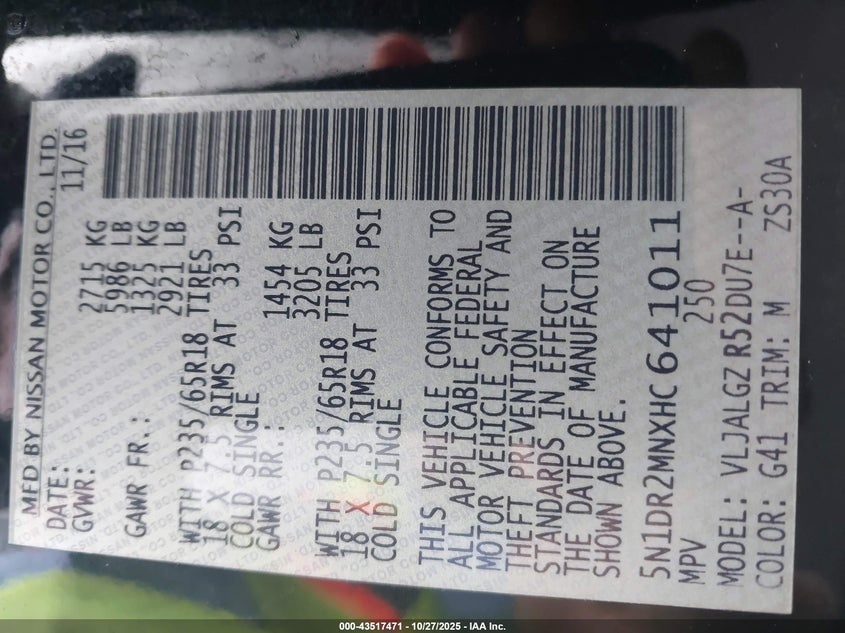 MFD BY NISSAN MOTOR CO., LTD.
DATE: 11/16
GVWR: 2715 KG
5986 LB
GAWR FR.: 1325 KG
2921 LB
WITH P235/65R18 TIRES
18 X 7.5 RIMS AT 33 PSI
COLD SINGLE
GAWR RR.: 1454 KG
3205 LB
WITH P235/65R18 TIRES
18 X 7.5 RIMS AT 33 PSI
COLD SINGLE
THIS VEHICLE CONFORMS TO
ALL APPLICABLE FEDERAL
MOTOR VEHICLE SAFETY AND
THEFT PREVENTION
STANDARDS IN EFFECT ON
THE DATE OF MANUFACTURE
SHOWN ABOVE.
5N1DR2MNXHC641011
MPV 250
MODEL: VLJALGZ R52DU7E--A-
COLOR: G41 TRIM: M ZS30A
000-43517471 - 10/27/2025 - IAA Inc.